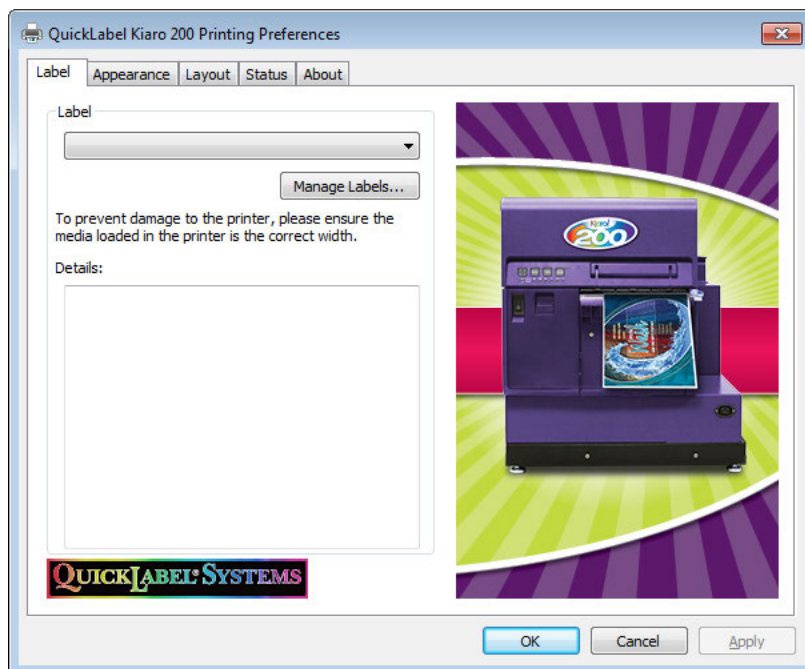 QuickLabel Kiaro 200 Printing Preferences
Label Appearance Layout Status About
Label
Manage Labels...
To prevent damage to the printer, please ensure the
media loaded in the printer is the correct width.
Details:
Kiaro!
200
QUICKLABEL® SYSTEMS
OK Cancel Apply